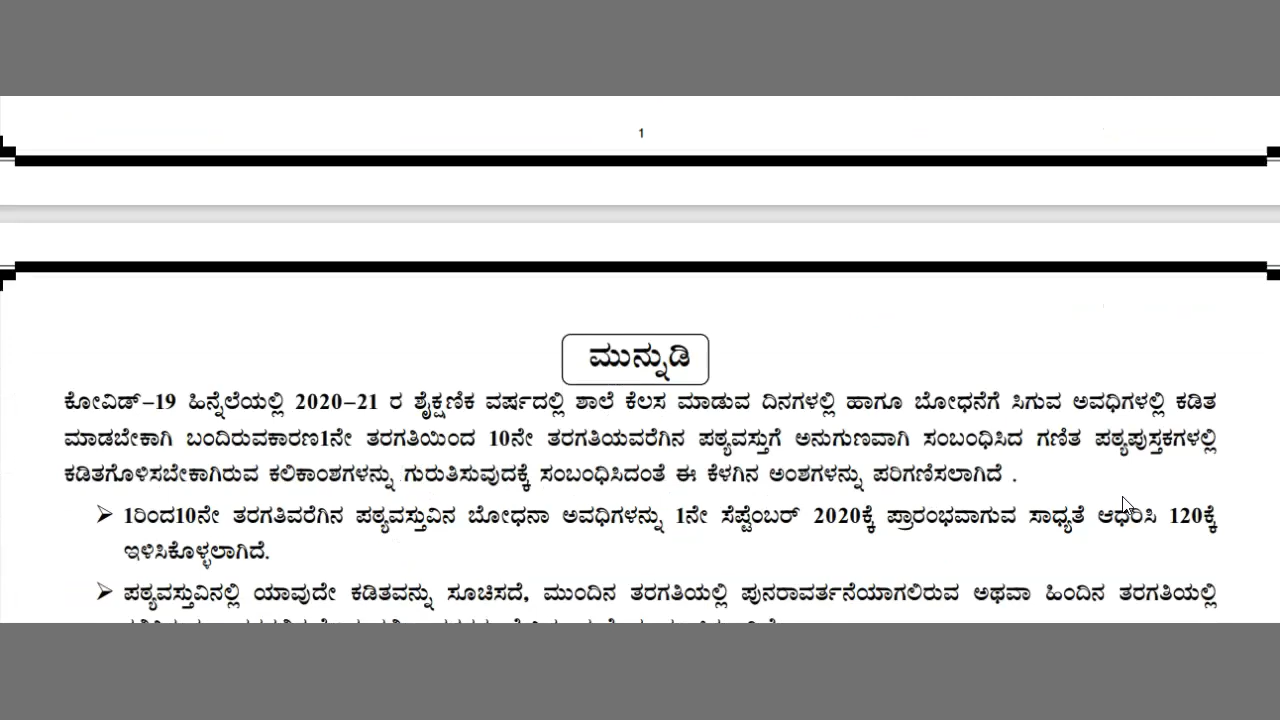 1
ಮುನ್ನುಡಿ
ಕೋವಿಡ್–19 ಹಿನ್ನೆಲೆಯಲ್ಲಿ 2020–21 ರ ಶೈಕ್ಷಣಿಕ ವರ್ಷದಲ್ಲಿ ಶಾಲೆ ಕೆಲಸ ಮಾಡುವ ದಿನಗಳಲ್ಲಿ ಹಾಗೂ ಬೋಧನೆಗೆ ಸಿಗುವ ಅವಧಿಗಳಲ್ಲಿ ಕಡಿತ
ಮಾಡಬೇಕಾಗಿ ಬಂದಿರುವಕಾರಣ1ನೇ ತರಗತಿಯಿಂದ 10ನೇ ತರಗತಿಯವರೆಗಿನ ಪಠ್ಯವಸ್ತುಗೆ ಅನುಗುಣವಾಗಿ ಸಂಬಂಧಿಸಿದ ಗಣಿತ ಪಠ್ಯಪುಸ್ತಕಗಳಲ್ಲಿ
ಕಡಿತಗೊಳಿಸಬೇಕಾಗಿರುವ ಕಲಿಕಾಂಶಗಳನ್ನು ಗುರುತಿಸುವುದಕ್ಕೆ ಸಂಬಂಧಿಸಿದಂತೆ ಈ ಕೆಳಗಿನ ಅಂಶಗಳನ್ನು ಪರಿಗಣಿಸಲಾಗಿದೆ .
➢ 1ರಿಂದ10ನೇ ತರಗತಿವರೆಗಿನ ಪಠ್ಯವಸ್ತುವಿನ ಬೋಧನಾ ಅವಧಿಗಳನ್ನು 1ನೇ ಸೆಪ್ಟೆಂಬರ್ 2020ಕ್ಕೆ ಪ್ರಾರಂಭವಾಗುವ ಸಾಧ್ಯತೆ ಆಧರಿಸಿ 120ಕ್ಕೆ
ಇಳಿಸಿಕೊಳ್ಳಲಾಗಿದೆ.
➢ ಪಠ್ಯವಸ್ತುವಿನಲ್ಲಿ ಯಾವುದೇ ಕಡಿತವನ್ನು ಸೂಚಿಸದೆ, ಮುಂದಿನ ತರಗತಿಯಲ್ಲಿ ಪುನರಾವರ್ತನೆಯಾಗಲಿರುವ ಅಥವಾ ಹಿಂದಿನ ತರಗತಿಯಲ್ಲಿ